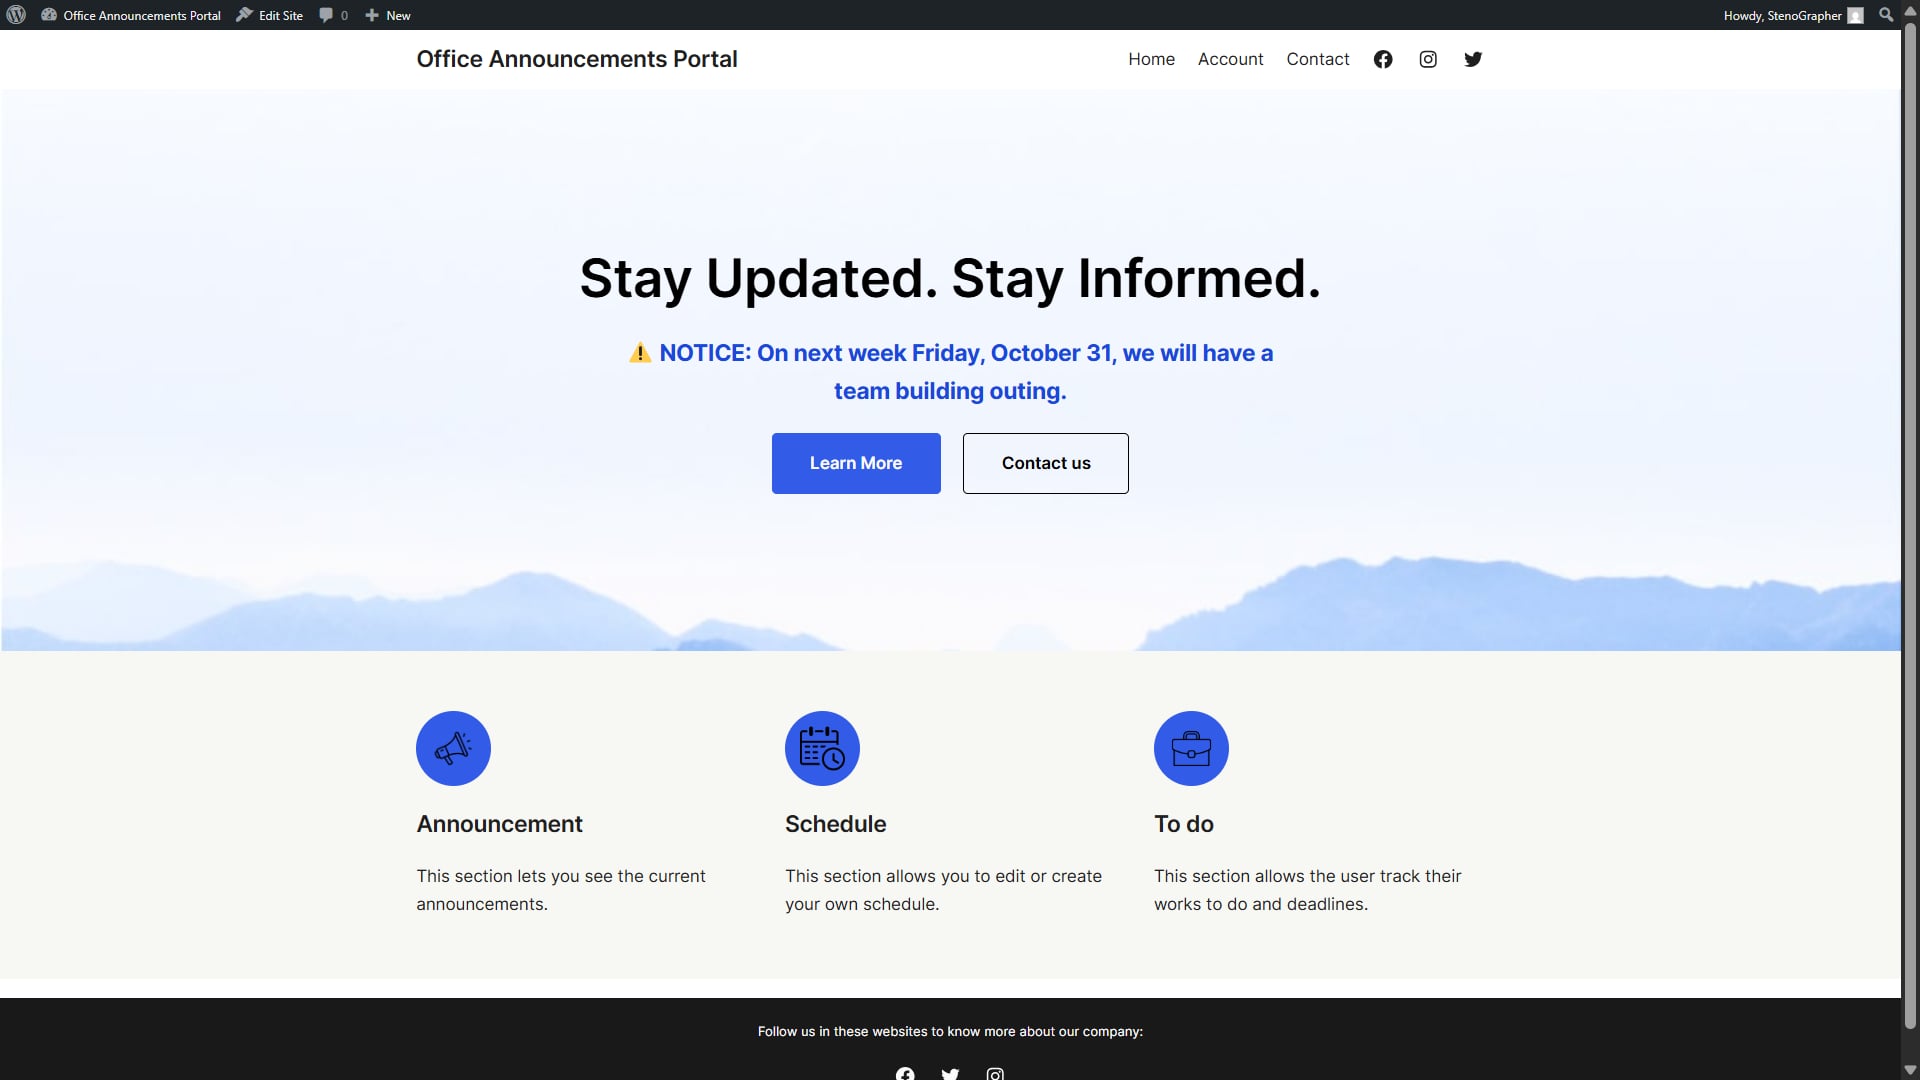 Office Announcements Portal Edit Site 0 New Howdy, StenoGrapher
Office Announcements Portal Home Account Contact
Stay Updated. Stay Informed.
⚠️ NOTICE: On next week Friday, October 31, we will have a
team building outing.
Learn More Contact us
Announcement
This section lets you see the current
announcements.
Schedule
This section allows you to edit or create
your own schedule.
To do
This section allows the user track their
works to do and deadlines.
Follow us in these websites to know more about our company: